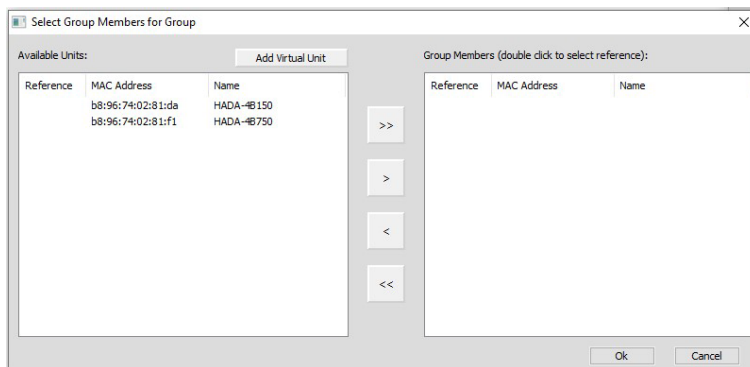 Select Group Members for Group
Available Units:
Add Virtual Unit
Group Members (double click to select reference):
Reference MAC Address Name
b8:96:74:02:81:da HADA-4B150
b8:96:74:02:81:f1 HADA-4B750
>>
>
<
<<
Reference MAC Address Name
Ok Cancel